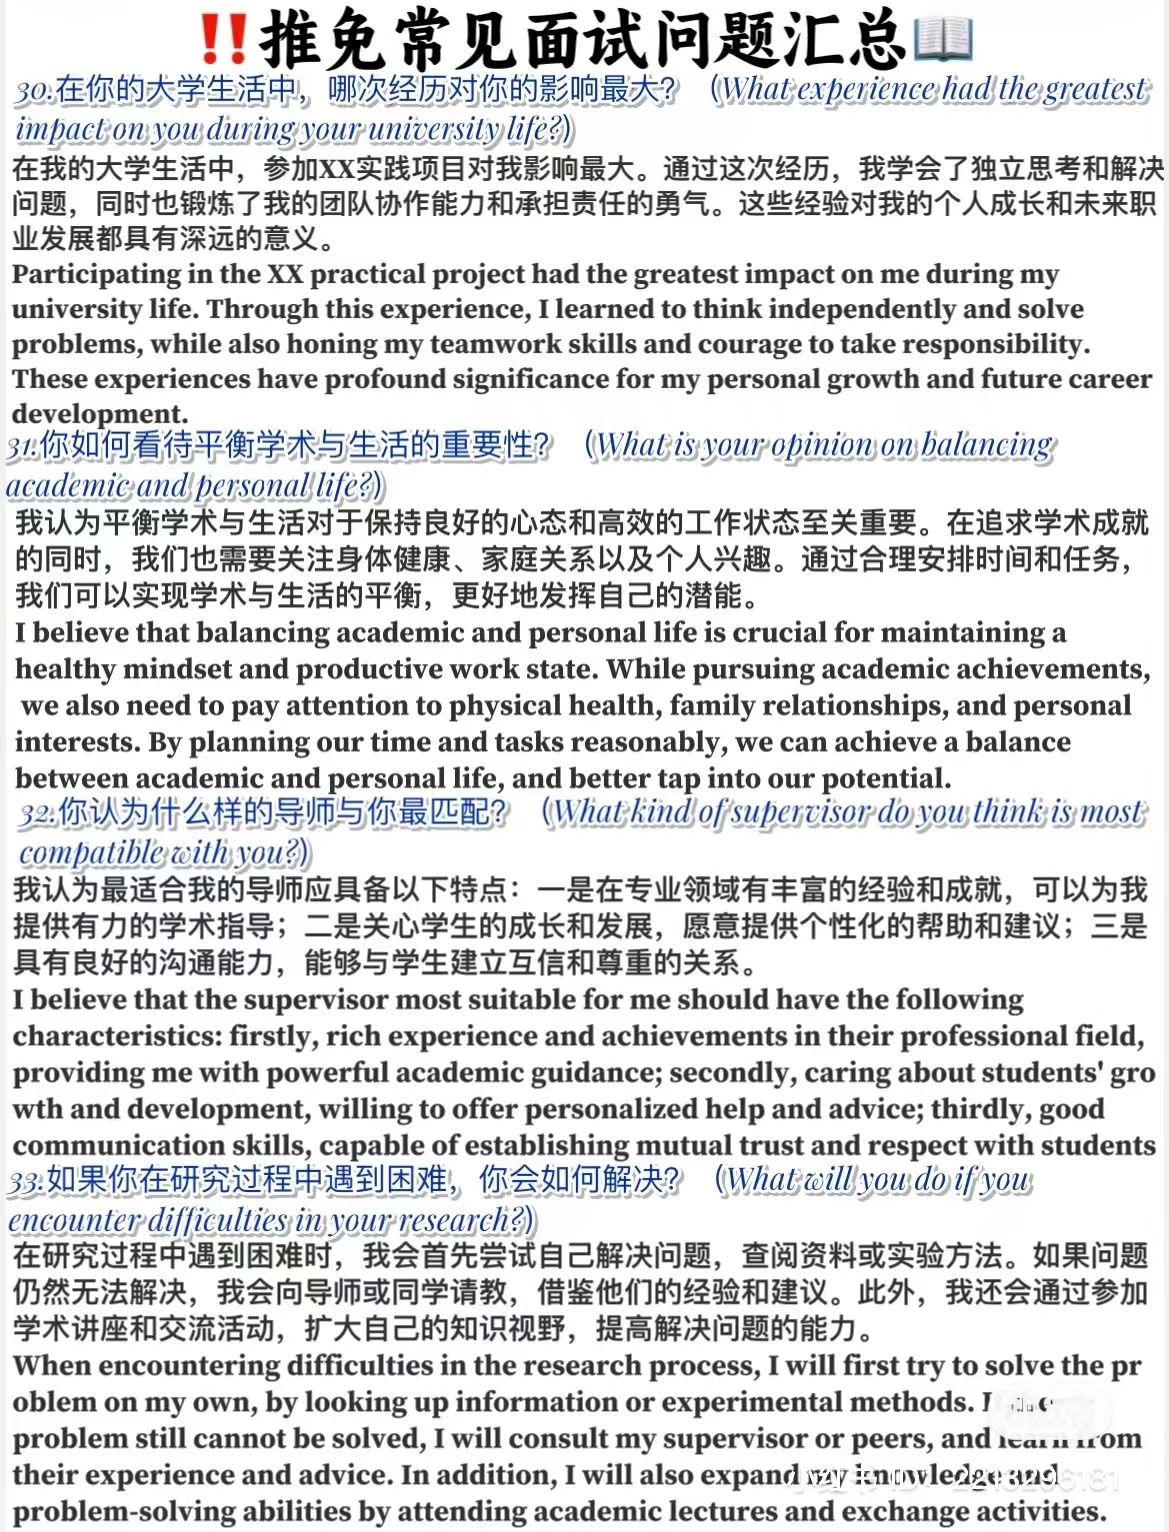 ‼️推免常见面试问题汇总📖
30.在你的大学生活中，哪次经历对你的影响最大？（What experience had the greatest
impact on you during your university life?）
在我的大学生活中，参加XX实践项目对我影响最大。通过这次经历，我学会了独立思考和解决
问题，同时也锻炼了我的团队协作能力和承担责任的勇气。这些经验对我的个人成长和未来职
业发展都具有深远的意义。
Participating in the XX practical project had the greatest impact on me during my
university life. Through this experience, I learned to think independently and solve
problems, while also honing my teamwork skills and courage to take responsibility.
These experiences have profound significance for my personal growth and future career
development.
31.你如何看待平衡学术与生活的重要性？（What is your opinion on balancing
academic and personal life?）
我认为平衡学术与生活对于保持良好的心态和高效的工作状态至关重要。在追求学术成就
的同时，我们也需要关注身体健康、家庭关系以及个人兴趣。通过合理安排时间和任务，
我们可以实现学术与生活的平衡，更好地发挥自己的潜能。
I believe that balancing academic and personal life is crucial for maintaining a
healthy mindset and productive work state. While pursuing academic achievements,
we also need to pay attention to physical health, family relationships, and personal
interests. By planning our time and tasks reasonably, we can achieve a balance
between academic and personal life, and better tap into our potential.
32.你认为什么样的导师与你最匹配？（What kind of supervisor do you think is most
compatible with you?）
我认为最适合我的导师应具备以下特点：一是在专业领域有丰富的经验和成就，可以为我
提供有力的学术指导；二是关心学生的成长和发展，愿意提供个性化的帮助和建议；三是
具有良好的沟通能力，能够与学生建立互信和尊重的关系。
I believe that the supervisor most suitable for me should have the following
characteristics: firstly, rich experience and achievements in their professional field,
providing me with powerful academic guidance; secondly, caring about students' gro
wth and development, willing to offer personalized help and advice; thirdly, good
communication skills, capable of establishing mutual trust and respect with students
33.如果你在研究过程中遇到困难，你会如何解决？（What will you do if you
encounter difficulties in your research?）
在研究过程中遇到困难时，我会首先尝试自己解决问题，查阅资料或实验方法。如果问题
仍然无法解决，我会向导师或同学请教，借鉴他们的经验和建议。此外，我还会通过参加
学术讲座和交流活动，扩大自己的知识视野，提高解决问题的能力。
When encountering difficulties in the research process, I will first try to solve the pr
oblem on my own, by looking up information or experimental methods.
problem still cannot be solved, I will consult my supervisor or peers, and learn from
their experience and advice. In addition, I will also expand my knowledge and
problem-solving abilities by attending academic lectures and exchange activities.
小红书 ID：